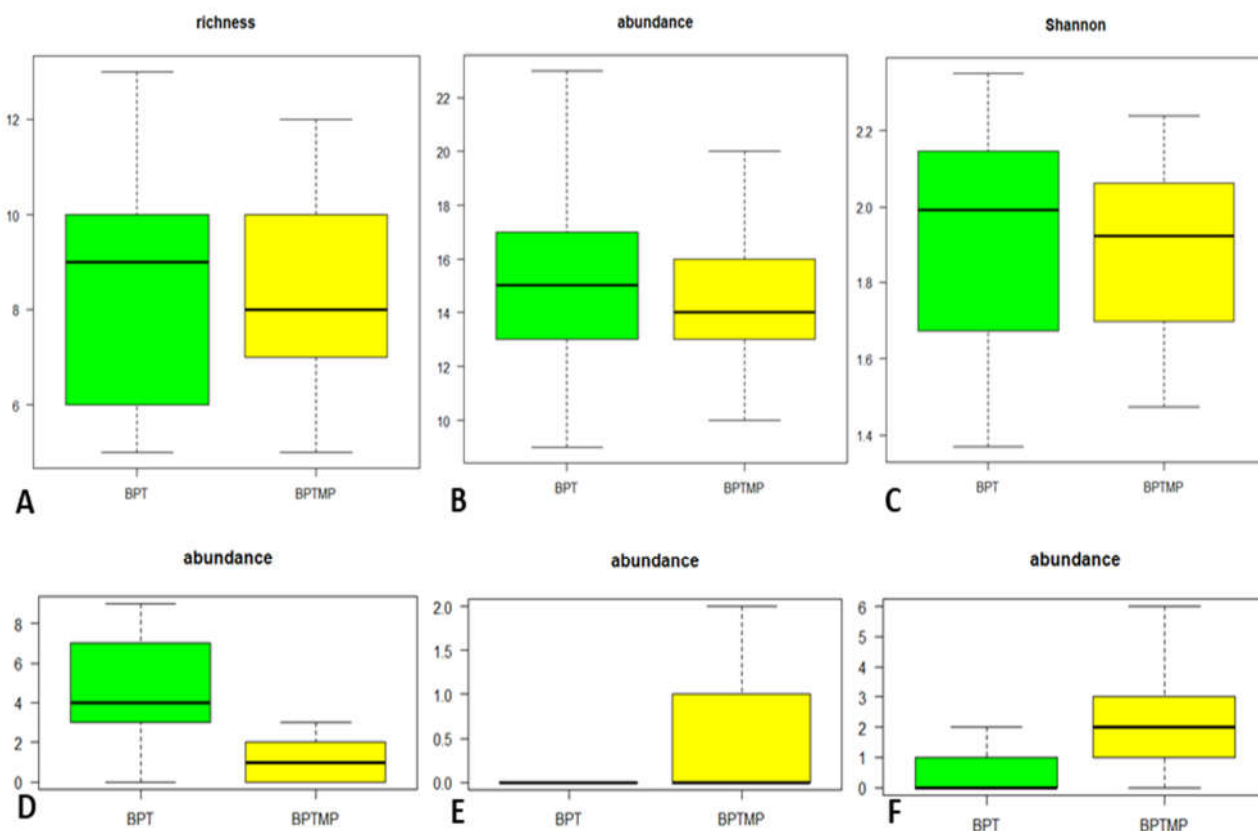 richness
12
10
8
6
BPT
BPTMP
A
abundance
22
20
18
16
14
12
10
BPT
BPTMP
B
Shannon
2.2
2.0
1.8
1.6
1.4
BPT
BPTMP
C
abundance
8
6
4
2
0
BPT
BPTMP
D
abundance
2.0
1.5
1.0
0.5
0.0
BPT
BPTMP
E
abundance
6
5
4
3
2
1
0
BPT
BPTMP
F